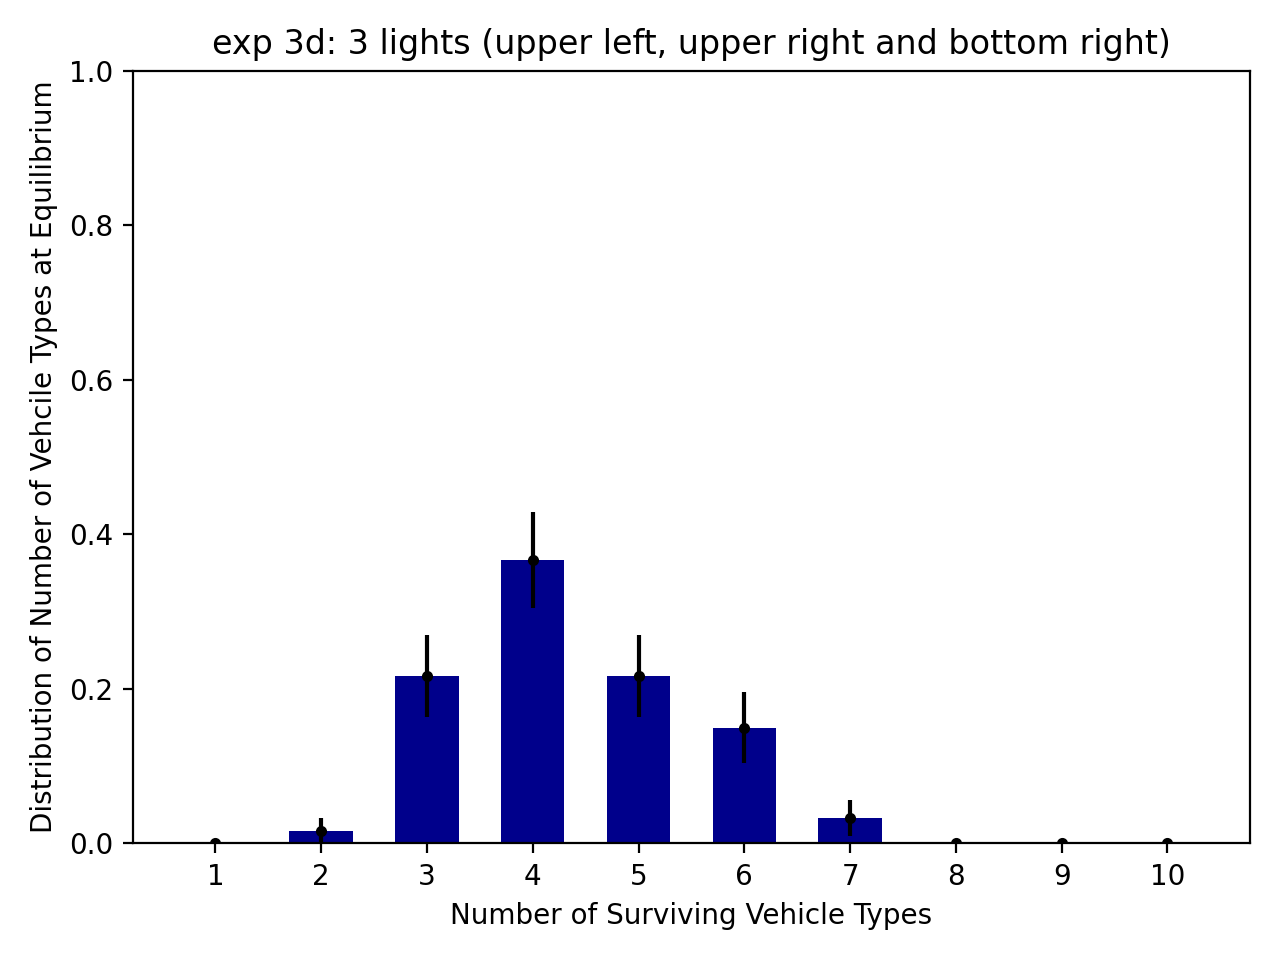 exp 3d: 3 lights (upper left, upper right and bottom right)
Distribution of Number of Vehcile Types at Equilibrium
1.0
0.8
0.6
0.4
0.2
0.0
1 2 3 4 5 6 7 8 9 10
Number of Surviving Vehicle Types